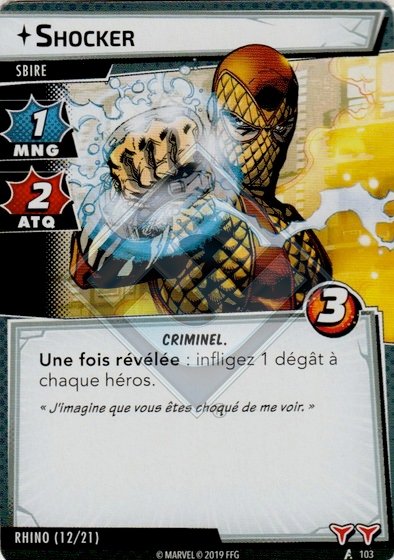 SHOCKER
SBIRE
1
MNG
2
ATQ
3
CRIMINEL.
Une fois révélée : infligez 1 dégât à
chaque héros.
« J'imagine que vous êtes choqué de me voir. »
RHINO (12/21)
© MARVEL © 2019 FFG
103